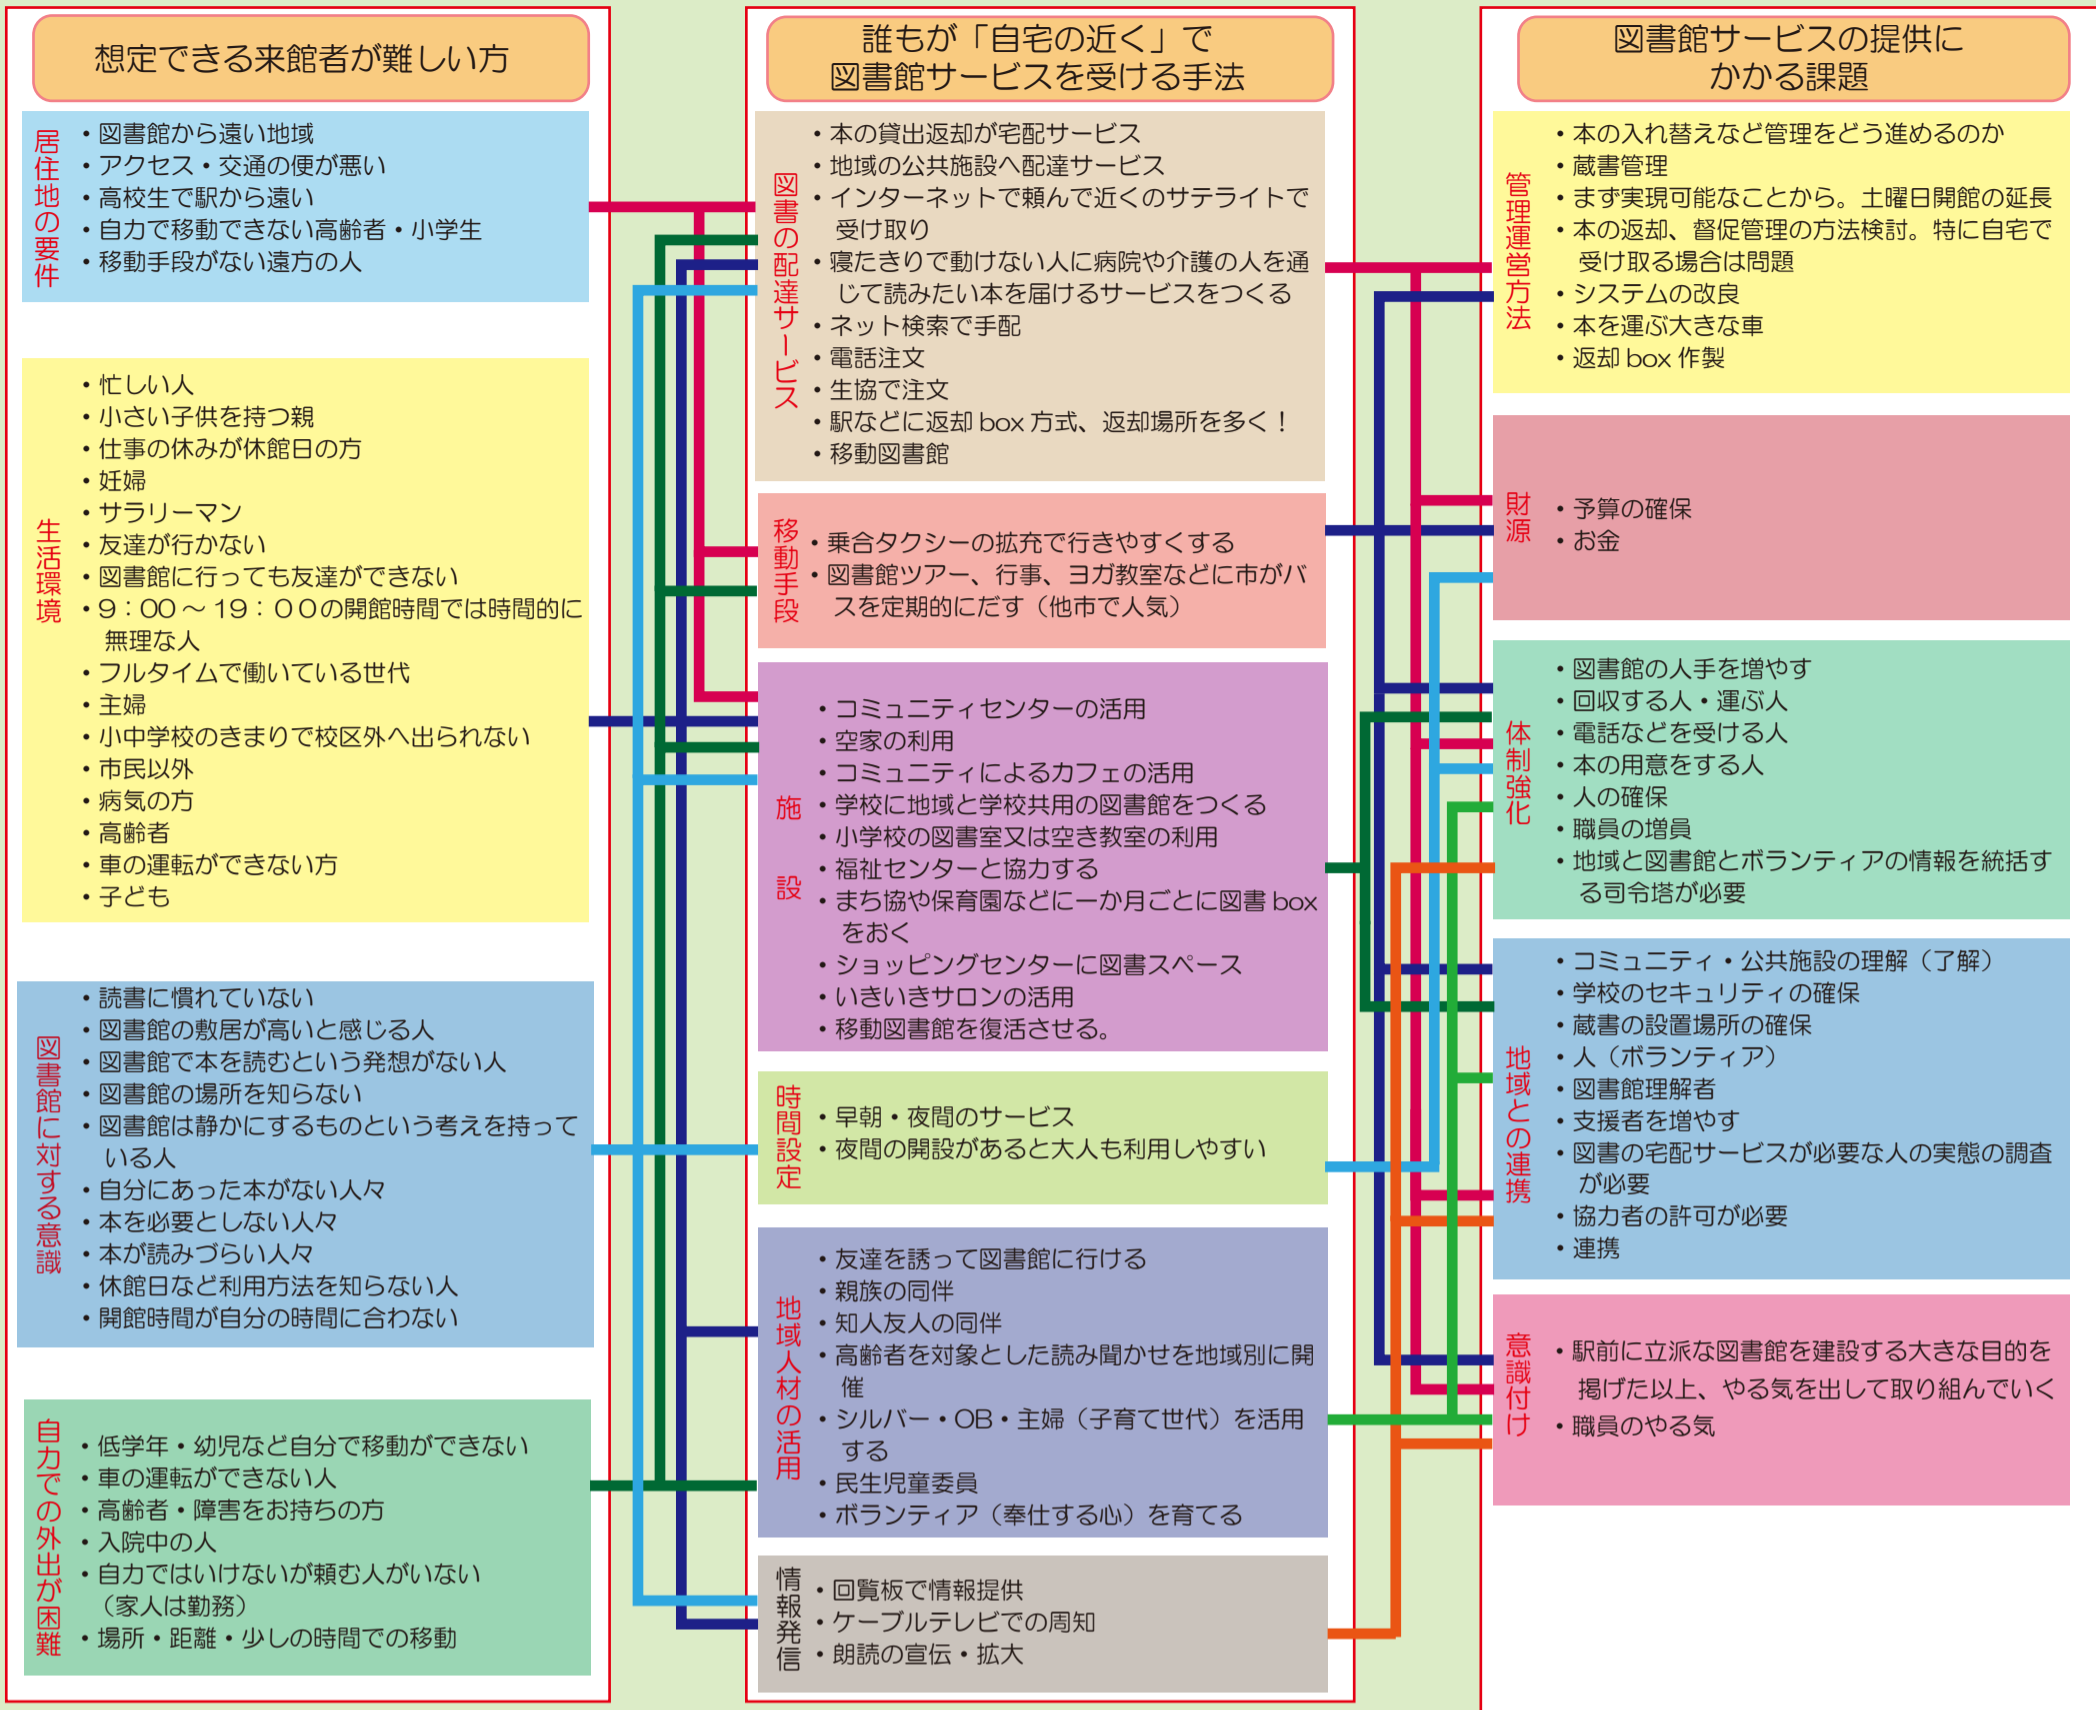 想定できる来館者が難しい方
居住地の要件
・図書館から遠い地域
・アクセス・交通の便が悪い
・高校生で駅から遠い
・自力で移動できない高齢者・小学生
・移動手段がない遠方の人
生活環境
・忙しい人
・小さい子供を持つ親
・仕事の休みが休館日の方
・妊婦
・サラリーマン
・友達が行かない
・図書館に行っても友達ができない
・9：00～19：００の開館時間では時間的に
無理な人
・フルタイムで働いている世代
・主婦
・小中学校のきまりで校区外へ出られない
・市民以外
・病気の方
・高齢者
・車の運転ができない方
・子ども
図書館に対する意識
・読書に慣れていない
・図書館の敷居が高いと感じる人
・図書館で本を読むという発想がない人
・図書館の場所を知らない
・図書館は静かにするものという考えを持って
いる人
・自分にあった本がない人々
・本を必要としない人々
・本が読みづらい人々
・休館日など利用方法を知らない人
・開館時間が自分の時間に合わない
自力での外出が困難
・低学年・幼児など自分で移動ができない
・車の運転ができない人
・高齢者・障害をお持ちの方
・入院中の人
・自力ではいけないが頼む人がいない
（家人は勤務）
・場所・距離・少しの時間での移動
誰もが「自宅の近く」で
図書館サービスを受ける手法
図書の配達サービス
・本の貸出返却が宅配サービス
・地域の公共施設へ配達サービス
・インターネットで頼んで近くのサテライトで
受け取り
・寝たきりで動けない人に病院や介護の人を通
じて読みたい本を届けるサービスをつくる
・ネット検索で手配
・電話注文
・生協で注文
・駅などに返却 box 方式、返却場所を多く！
・移動図書館
移動手段
・乗合タクシーの拡充で行きやすくする
・図書館ツアー、行事、ヨガ教室などに市がバ
スを定期的にだす（他市で人気）
施設
・コミュニティセンターの活用
・空家の利用
・コミュニティによるカフェの活用
・学校に地域と学校共用の図書館をつくる
・小学校の図書室又は空き教室の利用
・福祉センターと協力する
・まち協や保育園などに一か月ごとに図書 box
をおく
・ショッピングセンターに図書スペース
・いきいきサロンの活用
・移動図書館を復活させる。
時間設定
・早朝・夜間のサービス
・夜間の開設があると大人も利用しやすい
地域人材の活用
・友達を誘って図書館に行ける
・親族の同伴
・知人友人の同伴
・高齢者を対象とした読み聞かせを地域別に開
催
・シルバー・OB・主婦（子育て世代）を活用
する
・民生児童委員
・ボランティア（奉仕する心）を育てる
情報発信
・回覧板で情報提供
・ケーブルテレビでの周知
・朗読の宣伝・拡大
図書館サービスの提供に
かかる課題
管理運営方法
・本の入れ替えなど管理をどう進めるのか
・蔵書管理
・まず実現可能なことから。土曜日開館の延長
・本の返却、督促管理の方法検討。特に自宅で
受け取る場合は問題
・システムの改良
・本を運ぶ大きな車
・返却 box 作製
財源
・予算の確保
・お金
体制強化
・図書館の人手を増やす
・回収する人・運ぶ人
・電話などを受ける人
・本の用意をする人
・人の確保
・職員の増員
・地域と図書館とボランティアの情報を統括す
る司令塔が必要
地域との連携
・コミュニティ・公共施設の理解（了解）
・学校のセキュリティの確保
・蔵書の設置場所の確保
・人（ボランティア）
・図書館理解者
・支援者を増やす
・図書の宅配サービスが必要な人の実態の調査
が必要
・協力者の許可が必要
・連携
意識付け
・駅前に立派な図書館を建設する大きな目的を
掲げた以上、やる気を出して取り組んでいく
・職員のやる気